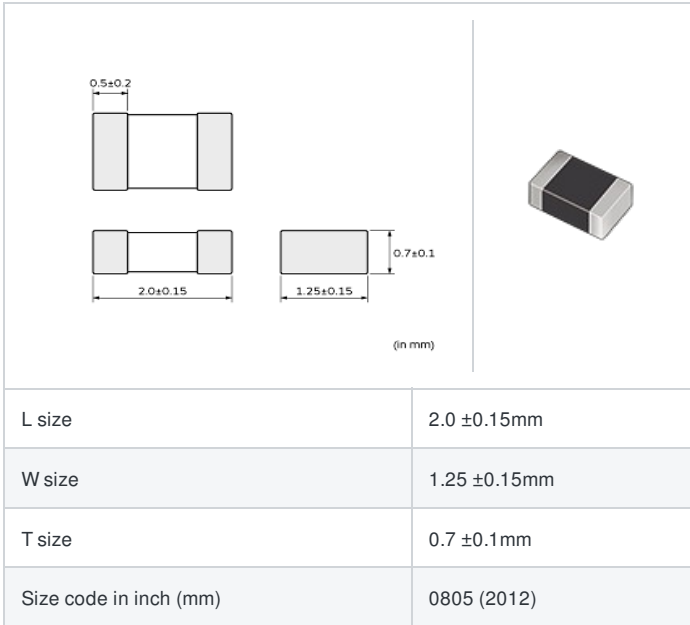 0.5±0.2
0.7±0.1
2.0±0.15
1.25±0.15
(in mm)
L size 2.0 ±0.15mm
W size 1.25 ±0.15mm
T size 0.7 ±0.1mm
Size code in inch (mm) 0805 (2012)